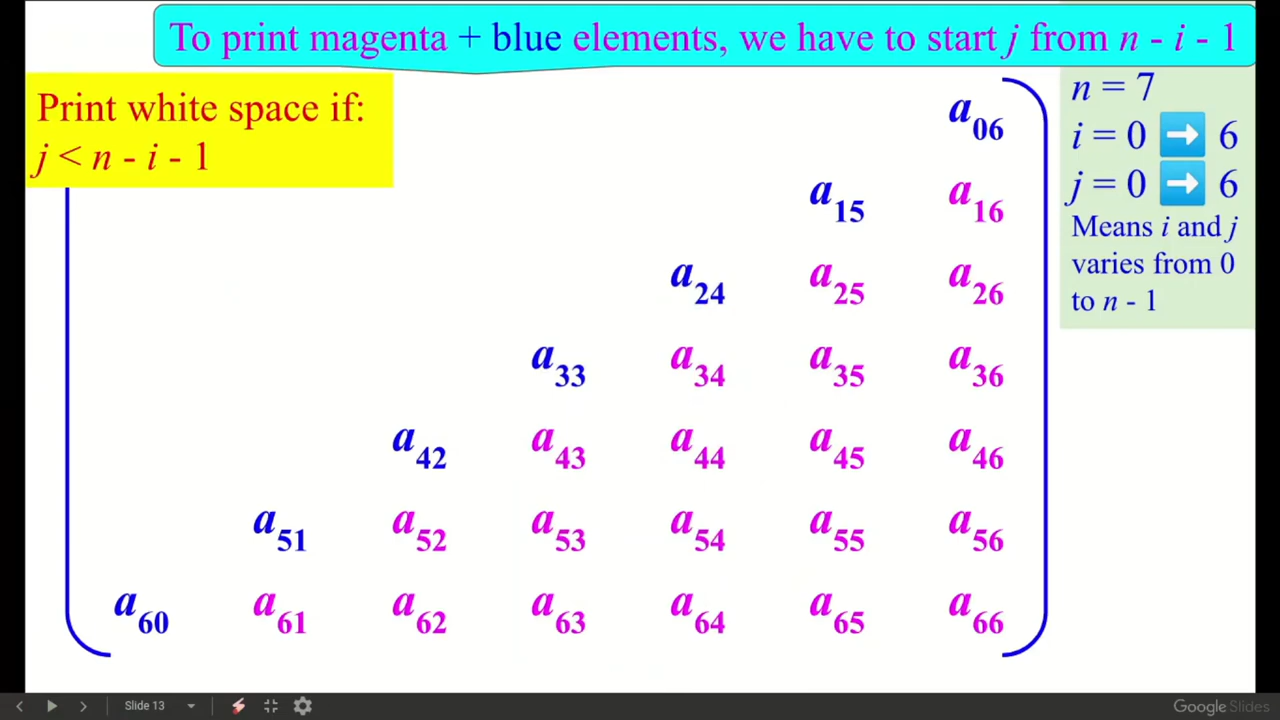 To print magenta + blue elements, we have to start j from n - i - 1
Print white space if:
j < n - i - 1
n = 7
i = 0 ➡ 6
j = 0 ➡ 6
Means i and j
varies from 0
to n - 1
a06
a15 a16
a24 a25 a26
a33 a34 a35 a36
a42 a43 a44 a45 a46
a51 a52 a53 a54 a55 a56
a60 a61 a62 a63 a64 a65 a66
Slide 13
Google Slides